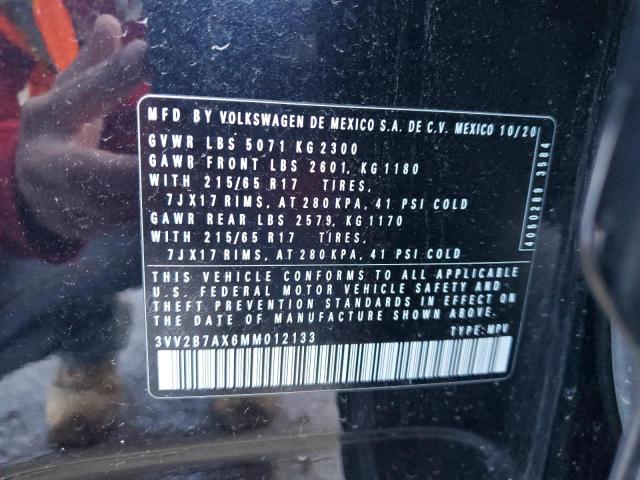 MFD BY VOLKSWAGEN DE MEXICO S.A. DE C.V. MEXICO 10/20
GVWR LBS 5071 KG 2300
GAWR FRONT LBS 2601, KG 1180
WITH 215/65 R17 TIRES,
7JX17 RIMS, AT 280 KPA, 41 PSI COLD
GAWR REAR LBS 2579, KG 1170
WITH 215/65 R17 TIRES,
7JX17 RIMS, AT 280 KPA, 41 PSI COLD
THIS VEHICLE CONFORMS TO ALL APPLICABLE
U.S. FEDERAL MOTOR VEHICLE SAFETY AND
THEFT PREVENTION STANDARDS IN EFFECT ON
THE DATE OF MANUFACTURE SHOWN ABOVE.
3VV2B7AX6MM012133 TYPE: MPV
4050289 3584